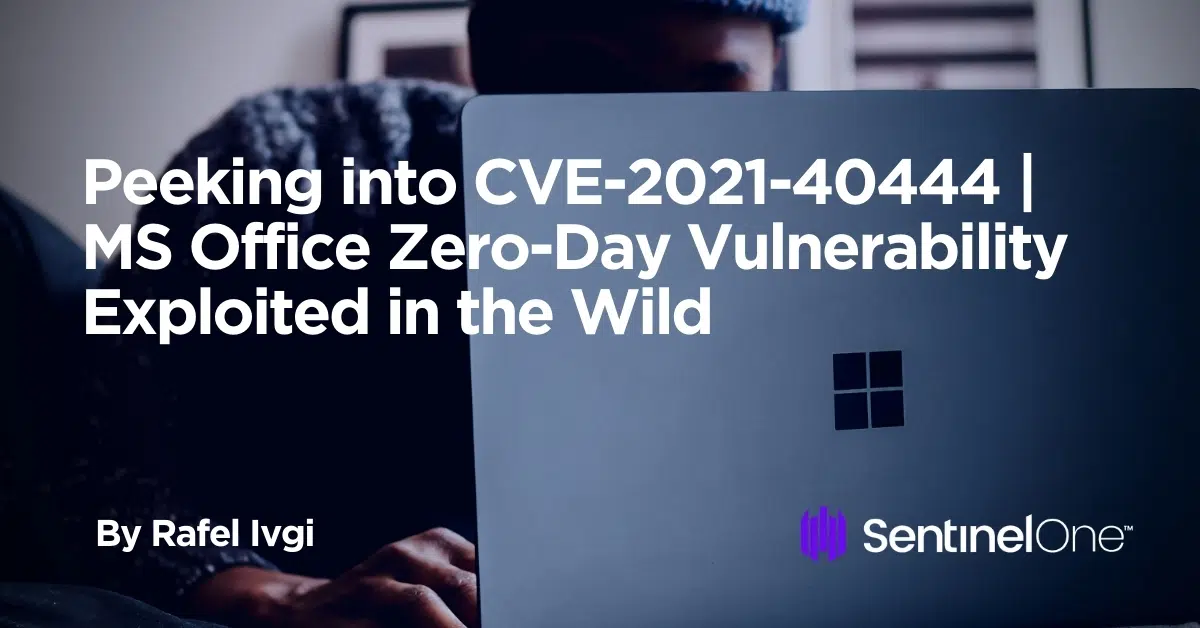 Peeking into CVE-2021-40444 |
MS Office Zero-Day Vulnerability
Exploited in the Wild
By Rafel Ivgi
SentinelOne™